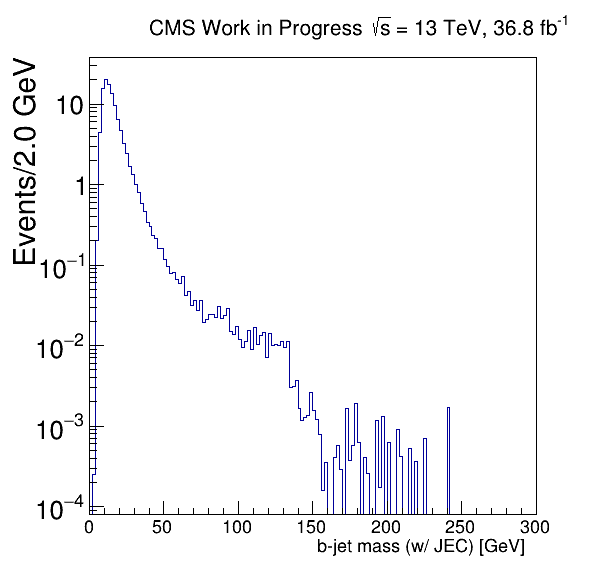 CMS Work in Progress √s = 13 TeV, 36.8 fb⁻¹
Events/2.0 GeV
10
1
10⁻¹
10⁻²
10⁻³
10⁻⁴
0 50 100 150 200 250 300
b-jet mass (w/ JEC) [GeV]